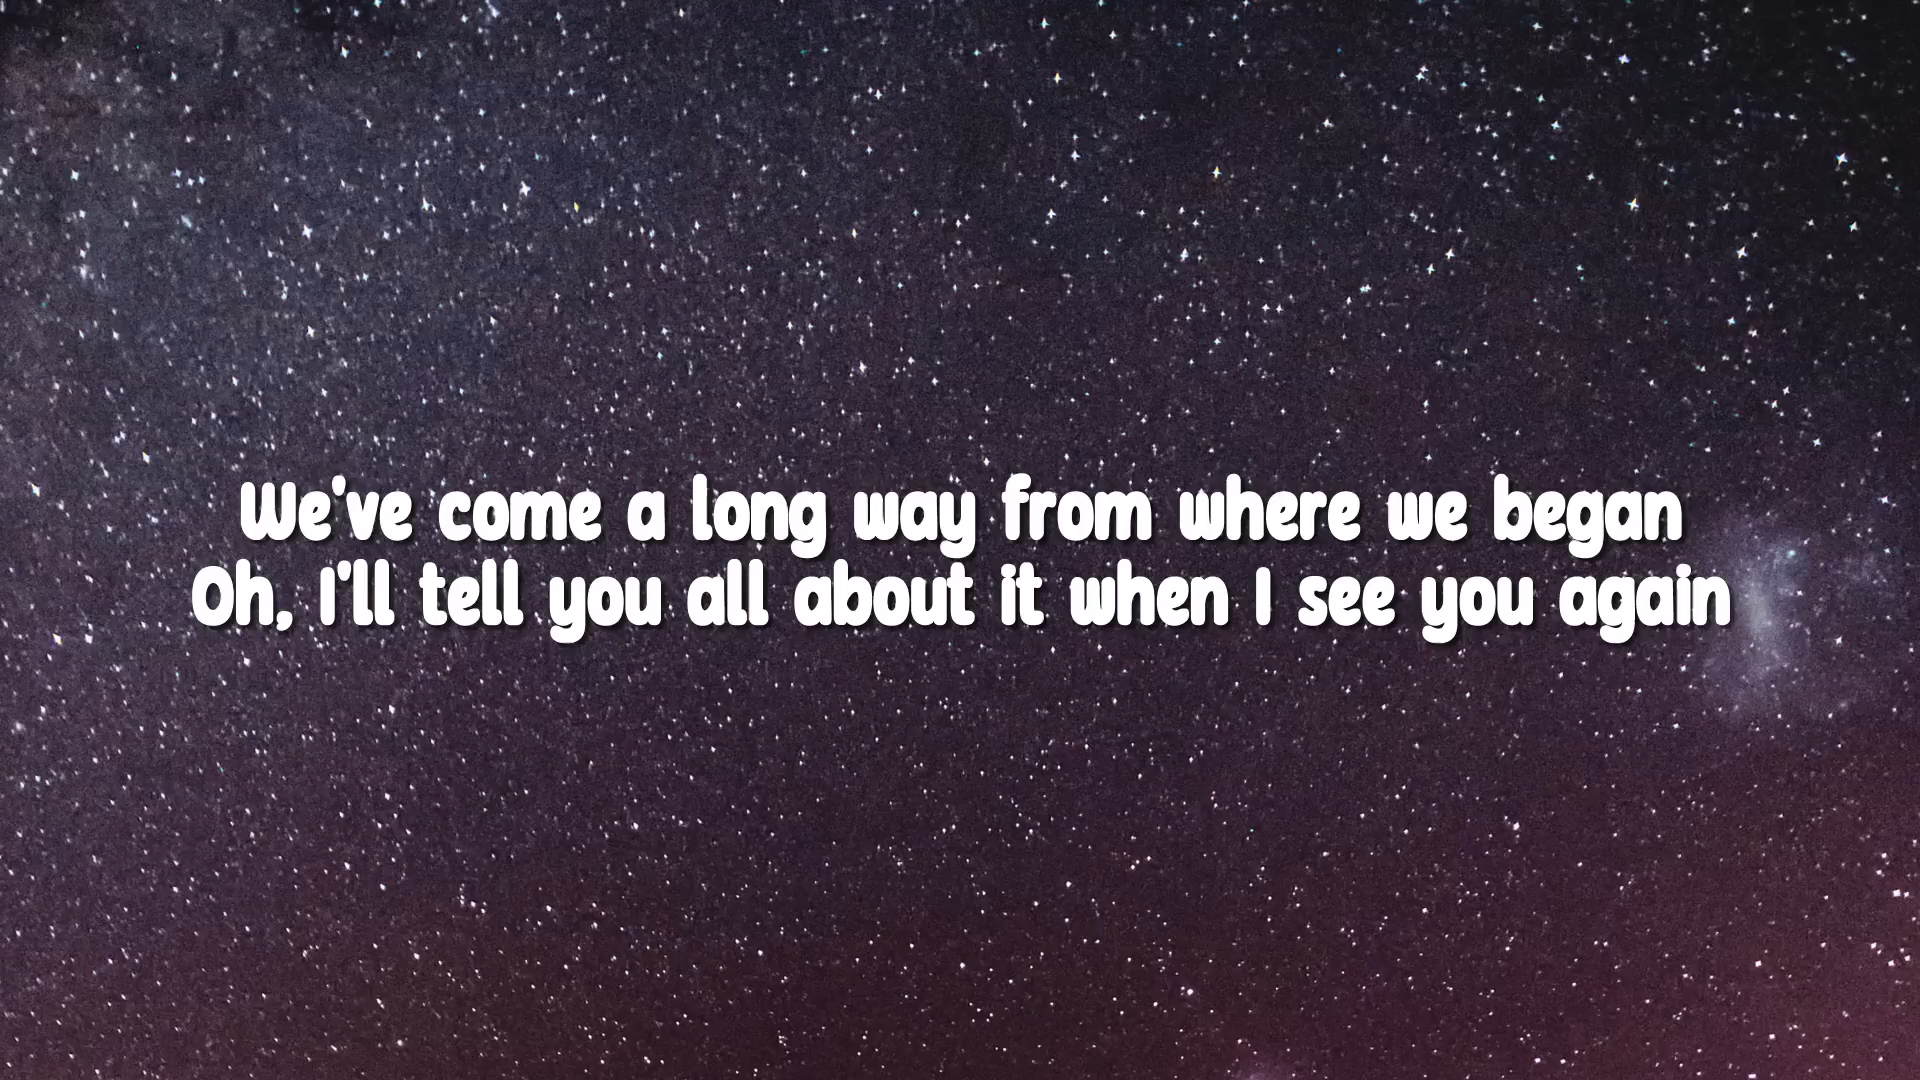 We've come a long way from where we began
Oh, I'll tell you all about it when I see you again